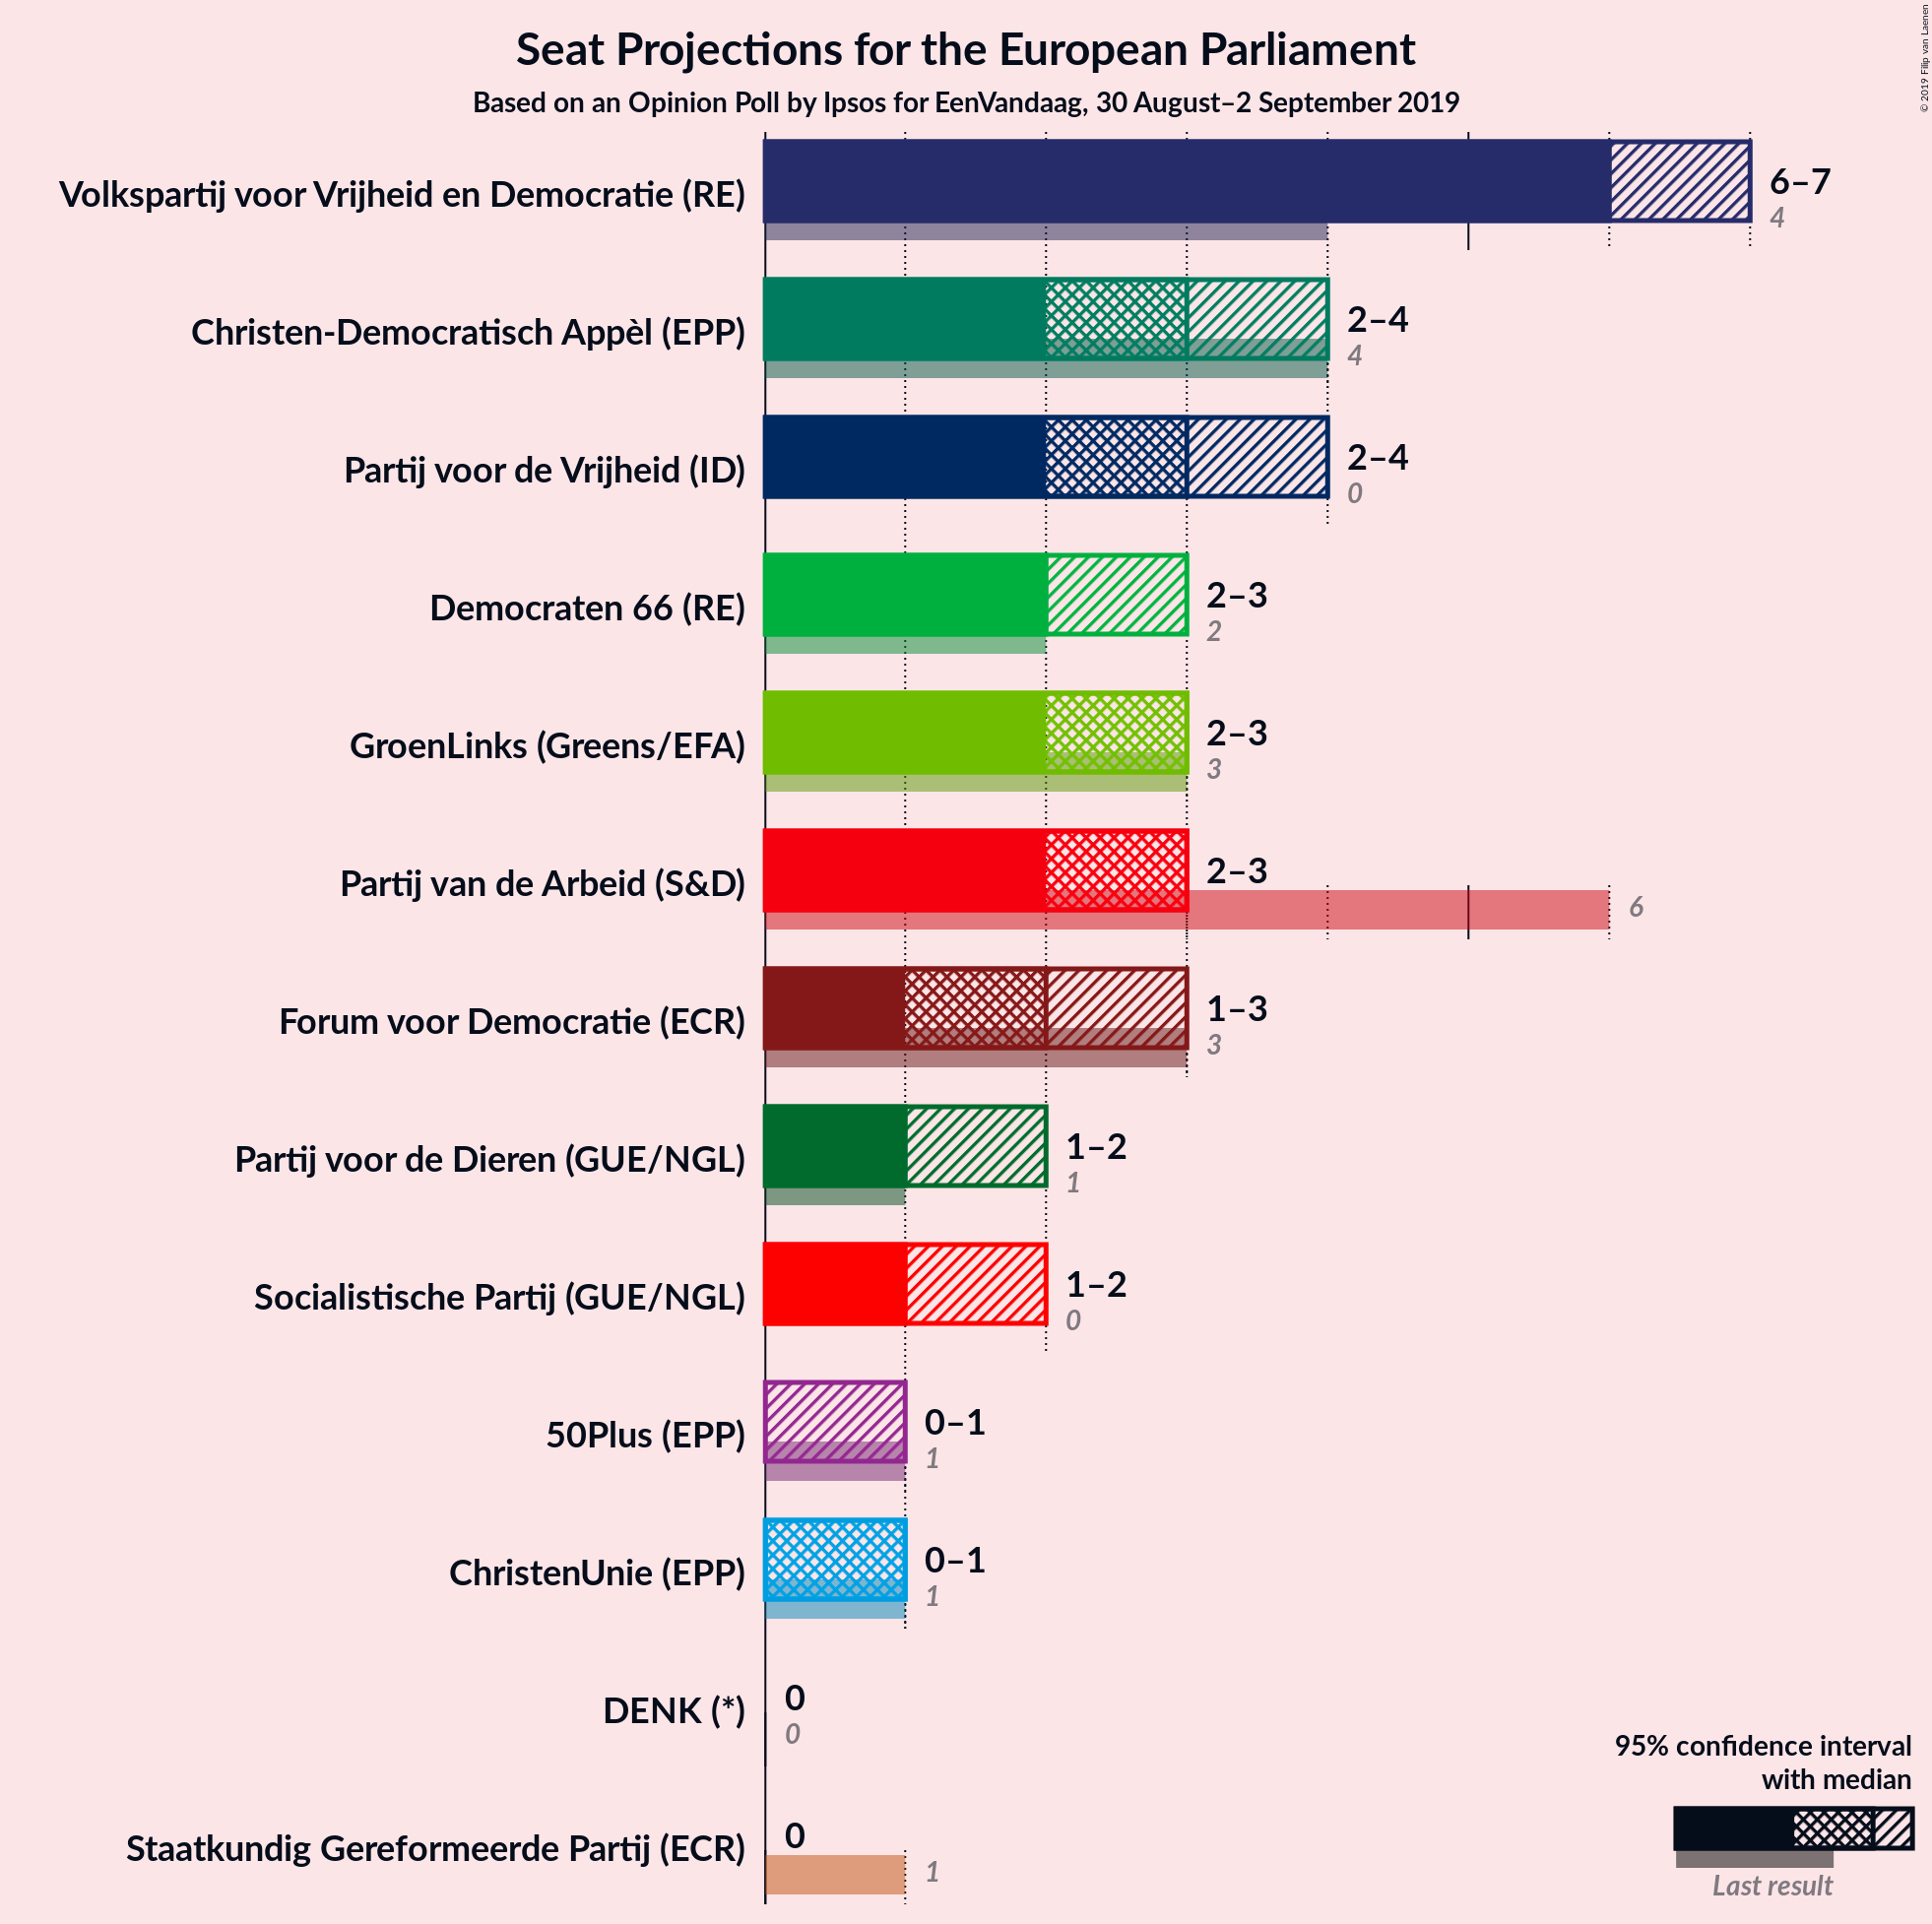 Seat Projections for the European Parliament
Based on an Opinion Poll by Ipsos for EenVandaag, 30 August–2 September 2019
© 2019 Filip van Laenen
Volkspartij voor Vrijheid en Democratie (RE)
6–7
4
Christen-Democratisch Appèl (EPP)
2–4
4
Partij voor de Vrijheid (ID)
2–4
0
Democraten 66 (RE)
2–3
2
GroenLinks (Greens/EFA)
2–3
3
Partij van de Arbeid (S&D)
2–3
6
Forum voor Democratie (ECR)
1–3
3
Partij voor de Dieren (GUE/NGL)
1–2
1
Socialistische Partij (GUE/NGL)
1–2
0
50Plus (EPP)
0–1
1
ChristenUnie (EPP)
0–1
1
DENK (*)
0
0
Staatkundig Gereformeerde Partij (ECR)
0
1
95% confidence interval
with median
Last result